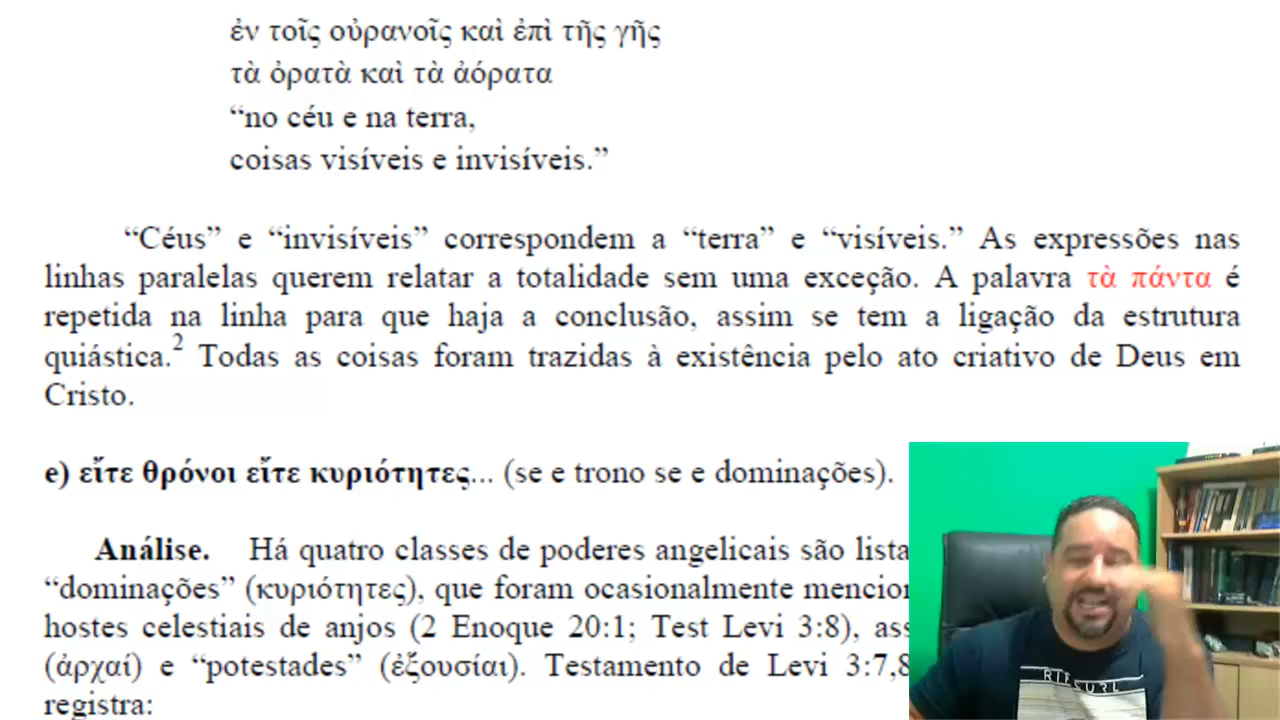 ἐν τοῖς οὐρανοῖς καὶ ἐπὶ τῆς γῆς
τὰ ὁρατὰ καὶ τὰ ἀόρατα
“no céu e na terra,
coisas visíveis e invisíveis.”
“Céus” e “invisíveis” correspondem a “terra” e “visíveis.” As expressões nas
linhas paralelas querem relatar a totalidade sem uma exceção. A palavra τὰ πάντα é
repetida na linha para que haja a conclusão, assim se tem a ligação da estrutura
quiástica.2 Todas as coisas foram trazidas à existência pelo ato criativo de Deus em
Cristo.
e) εἴτε θρόνοι εἴτε κυριότητες... (se e trono se e dominações).
Análise. Há quatro classes de poderes angelicais são lista
“dominações” (κυριότητες), que foram ocasionalmente mencion
hostes celestiais de anjos (2 Enoque 20:1; Test Levi 3:8), ass
(ἀρχαί) e “potestades” (ἐξουσίαι). Testamento de Levi 3:7,8
registra:
RIP CURL